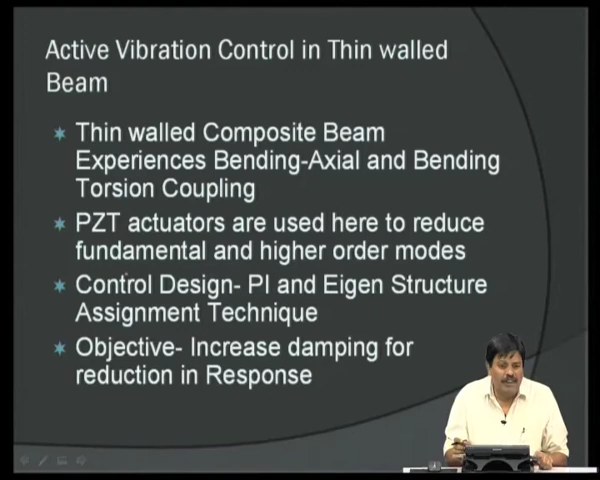 Active Vibration Control in Thin walled
Beam
Thin walled Composite Beam
Experiences Bending-Axial and Bending
Torsion Coupling
PZT actuators are used here to reduce
fundamental and higher order modes
Control Design- PI and Eigen Structure
Assignment Technique
Objective- Increase damping for
reduction in Response